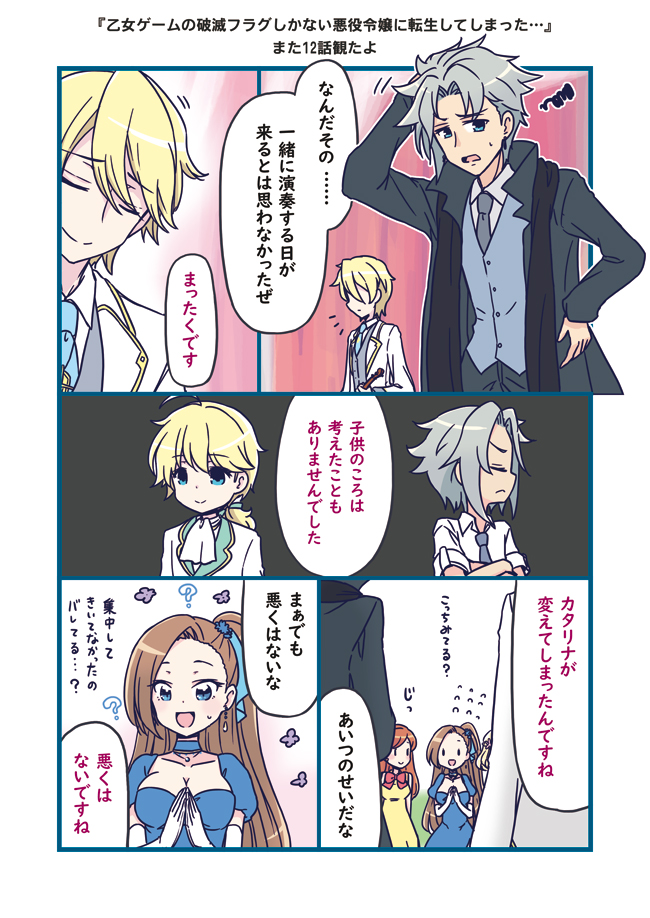 『乙女ゲームの破滅フラグしかない悪役令嬢に転生してしまった…』
また12話観たよ
なんだその……
一緒に演奏する日が
来るとは思わなかったぜ
まったくです
子供のころは
考えたことも
ありませんでした
カタリナが
変えてしまったんですね
こっちみてる?
じっ
あいつのせいだな
まぁでも
悪くはないな
集中して
きいてなかったの
バレてる…?
悪くは
ないですね